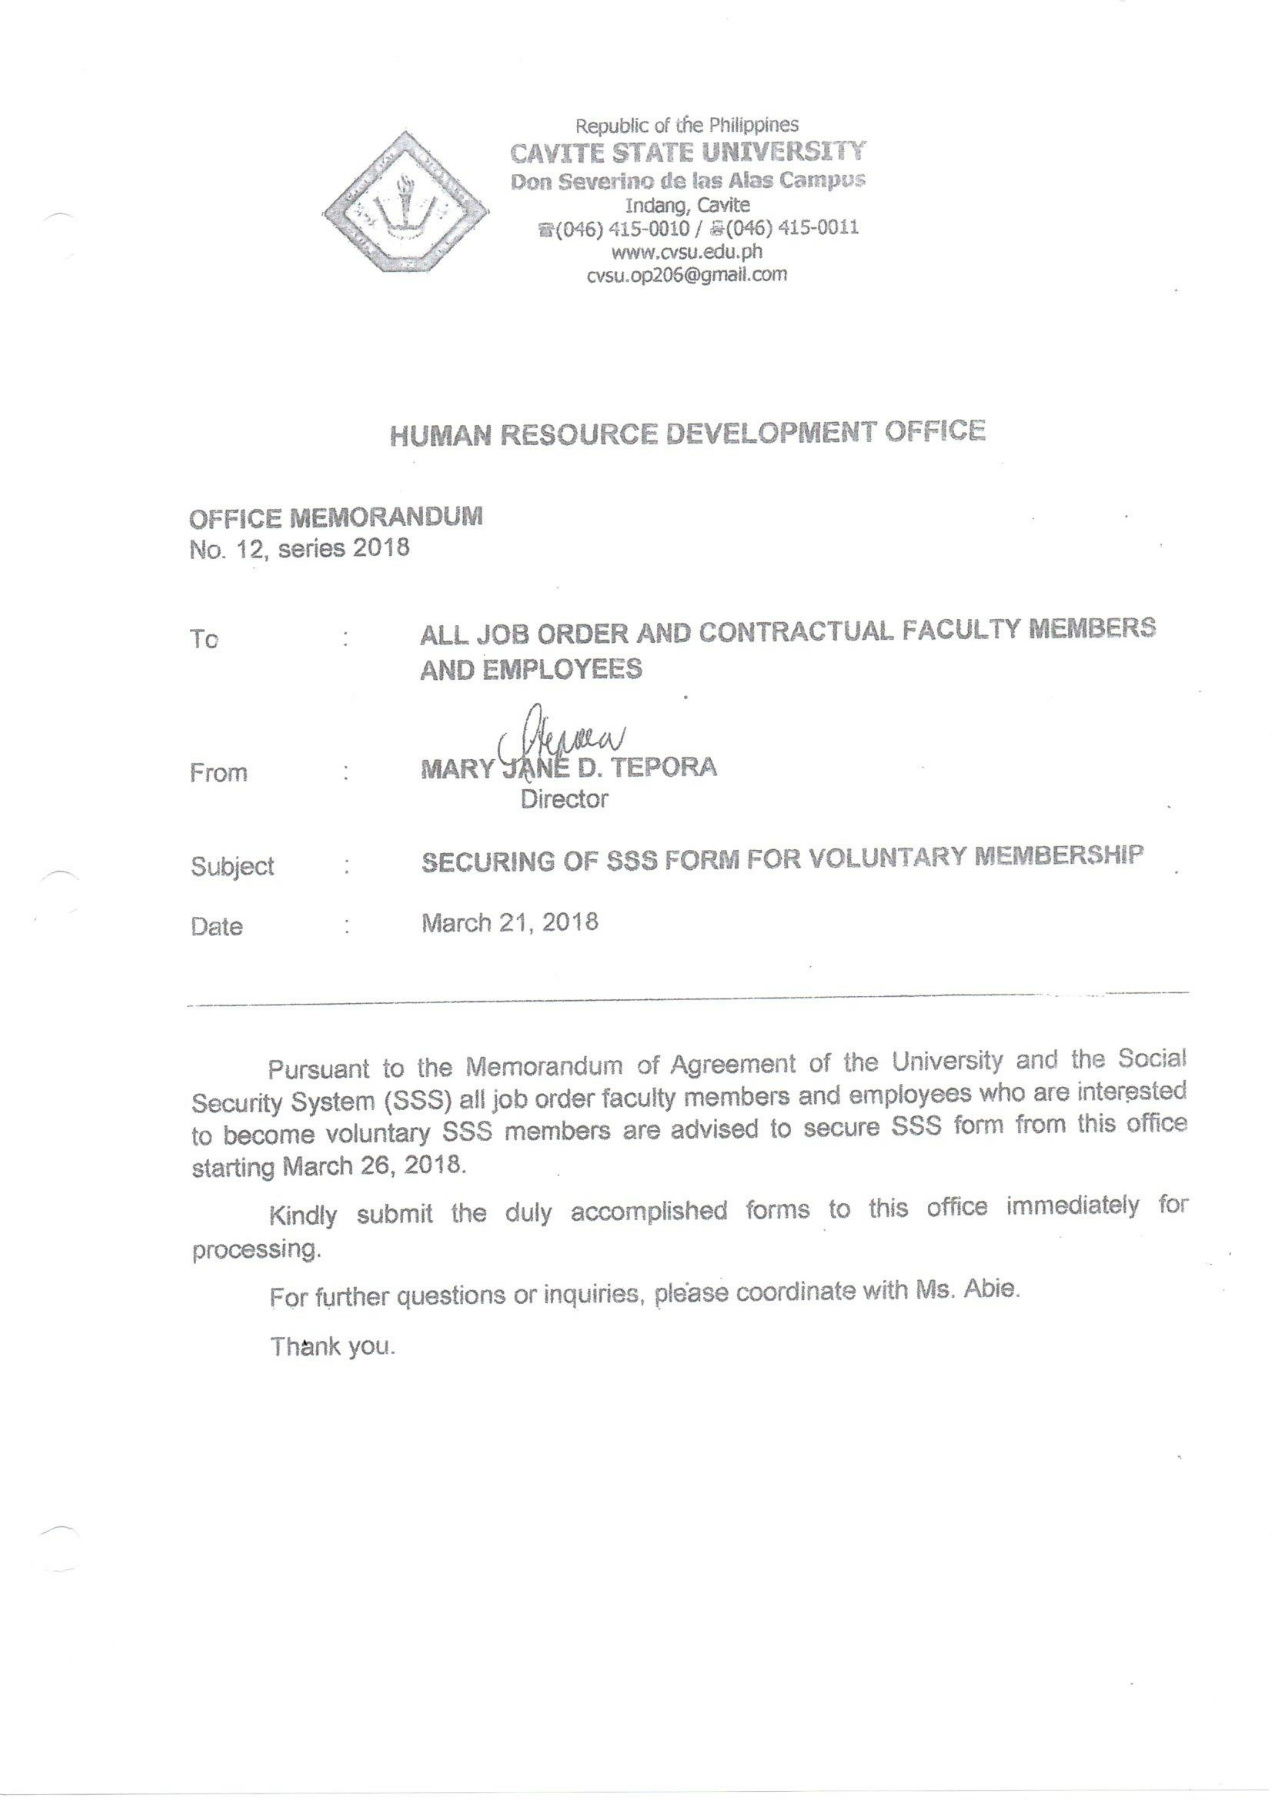 Republic of the Philippines
CAVITE STATE UNIVERSITY
Don Severino de las Alas Campus
Indang, Cavite
☎(046) 415-0010 / (046) 415-0011
www.cvsu.edu.ph
cvsu.op206@gmail.com
HUMAN RESOURCE DEVELOPMENT OFFICE
OFFICE MEMORANDUM
No. 12, series 2018
To : ALL JOB ORDER AND CONTRACTUAL FACULTY MEMBERS
AND EMPLOYEES
From : MARY JANE D. TEPORA
Director
Subject : SECURING OF SSS FORM FOR VOLUNTARY MEMBERSHIP
Date : March 21, 2018
Pursuant to the Memorandum of Agreement of the University and the Social
Security System (SSS) all job order faculty members and employees who are interested
to become voluntary SSS members are advised to secure SSS form from this office
starting March 26, 2018.
Kindly submit the duly accomplished forms to this office immediately for
processing.
For further questions or inquiries, please coordinate with Ms. Abie.
Thank you.